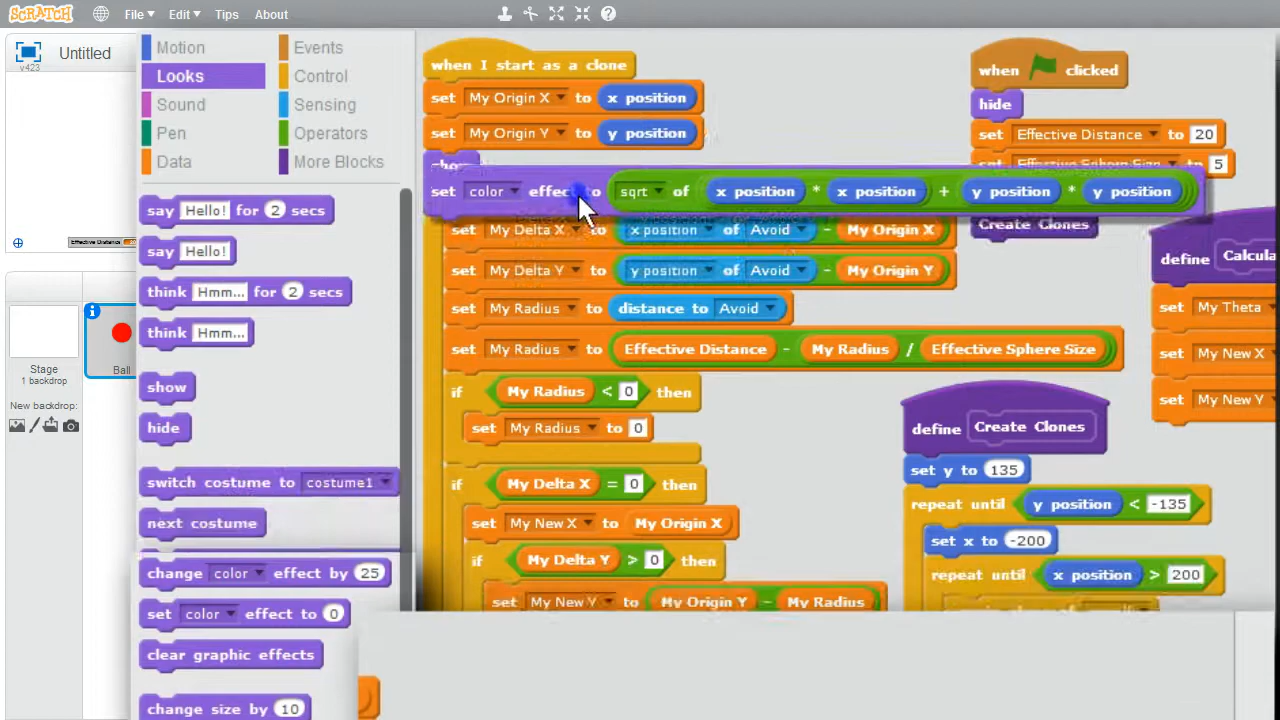 SCRATCH File Edit Tips About
v423 Untitled
Effective Distance
Stage
1 backdrop
Ball
New backdrop:
Motion Events
Looks Control
Sound Sensing
Pen Operators
Data More Blocks
say Hello! for 2 secs
say Hello!
think Hmm... for 2 secs
think Hmm...
show
hide
switch costume to costume1
next costume
change color effect by 25
set color effect to 0
clear graphic effects
change size by 10
when I start as a clone
set My Origin X to x position
set My Origin Y to y position
set color effect to sqrt of x position * x position + y position * y position
set My Delta X to x position of Avoid - My Origin X
set My Delta Y to y position of Avoid - My Origin Y
set My Radius to distance to Avoid
set My Radius to Effective Distance - My Radius / Effective Sphere Size
if My Radius < 0 then
set My Radius to 0
if My Delta X = 0 then
set My New X to My Origin X
if My Delta Y > 0 then
set My New Y to My Origin Y - My Radius
when clicked
hide
set Effective Distance to 20
to 5
Create Clones
define Calcula
set My Theta
set My New X
set My New Y
define Create Clones
set y to 135
repeat until y position < -135
set x to -200
repeat until x position > 200